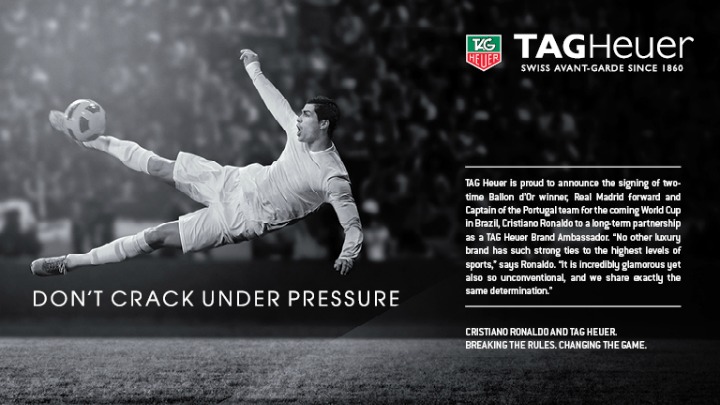 TAG
HEUER
TAGHeuer
SWISS AVANT-GARDE SINCE 1860
TAG Heuer is proud to announce the signing of two-
time Ballon d'Or winner, Real Madrid forward and
Captain of the Portugal team for the coming World Cup
in Brazil, Cristiano Ronaldo to a long-term partnership
as a TAG Heuer Brand Ambassador. "No other luxury
brand has such strong ties to the highest levels of
sports," says Ronaldo. "It is incredibly glamorous yet
also so unconventional, and we share exactly the
same determination."
DON'T CRACK UNDER PRESSURE
CRISTIANO RONALDO AND TAG HEUER.
BREAKING THE RULES. CHANGING THE GAME.